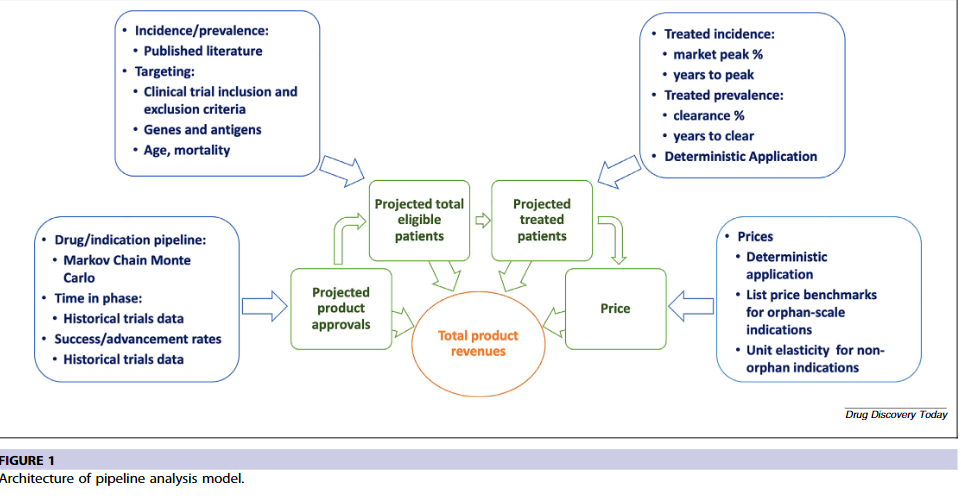 • Incidence/prevalence:
• Published literature
• Targeting:
• Clinical trial inclusion and
exclusion criteria
• Genes and antigens
• Age, mortality
• Treated incidence:
• market peak %
• years to peak
• Treated prevalence:
• clearance %
• years to clear
• Deterministic Application
Projected total
eligible
patients
Projected
treated
patients
• Drug/indication pipeline:
• Markov Chain Monte
Carlo
• Time in phase:
• Historical trials data
• Success/advancement rates
• Historical trials data
Projected
product
approvals
Total product
revenues
Price
• Prices
• Deterministic
application
• List price benchmarks
for orphan-scale
indications
• Unit elasticity for non-
orphan indications
Drug Discovery Today
FIGURE 1
Architecture of pipeline analysis model.